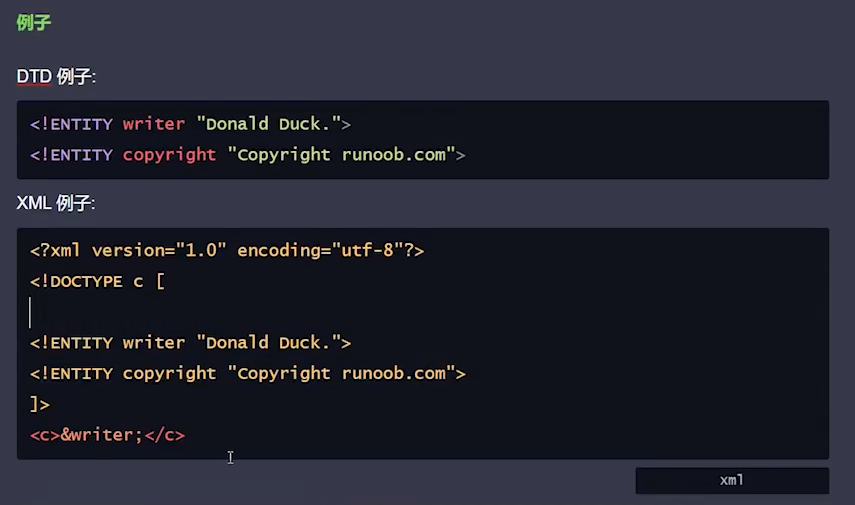 例子
DTD 例子:
<!ENTITY writer "Donald Duck.">
<!ENTITY copyright "Copyright runoob.com">
XML 例子:
<?xml version="1.0" encoding="utf-8"?>
<!DOCTYPE c [
<!ENTITY writer "Donald Duck.">
<!ENTITY copyright "Copyright runoob.com">
]>
<c>&writer;</c>
xml